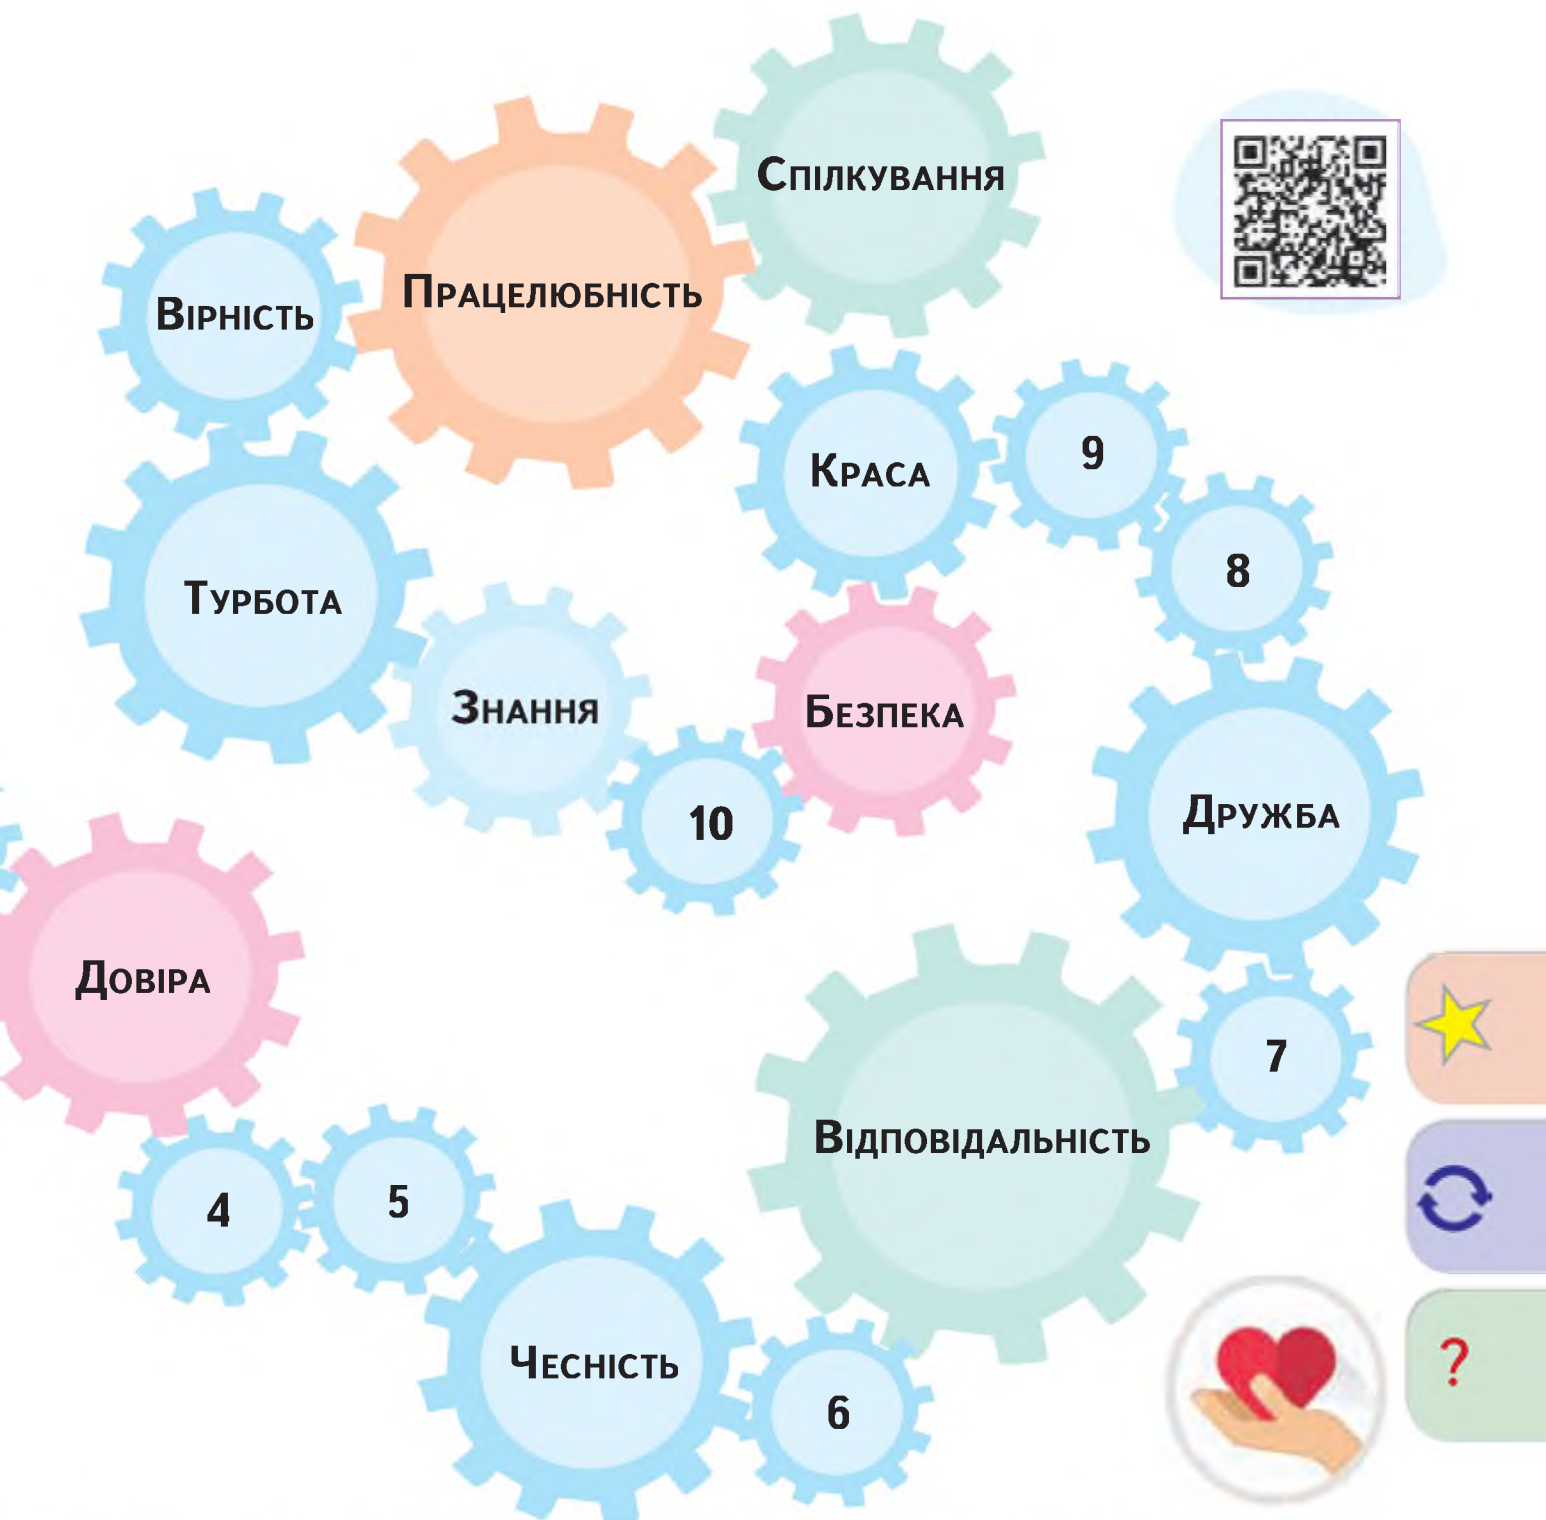 Спілкування
Працелюбність
Вірність
Краса
9
8
Турбота
Знання
Безпека
10
Дружба
Довіра
7
Відповідальність
4
5
Чесність
6
?